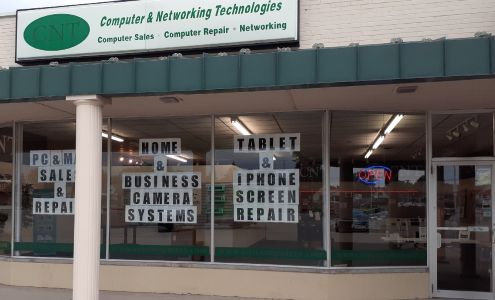 CNT
Computer & Networking Technologies
Computer Sales · Computer Repair · Networking
PC & MAC
SALES
&
REPAIR
HOME
&
BUSINESS
CAMERA
SYSTEMS
TABLET
&
iPHONE
SCREEN
REPAIR
CNT
OPEN